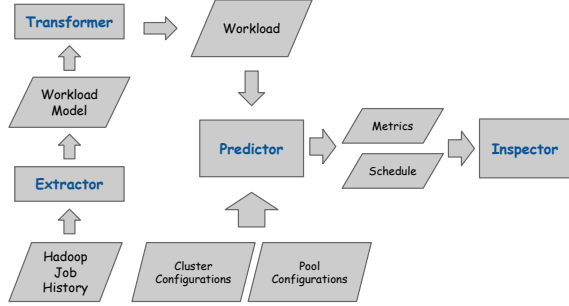 Transformer
Workload
Workload
Model
Predictor
Metrics
Schedule
Inspector
Extractor
Hadoop
Job
History
Cluster
Configurations
Pool
Configurations